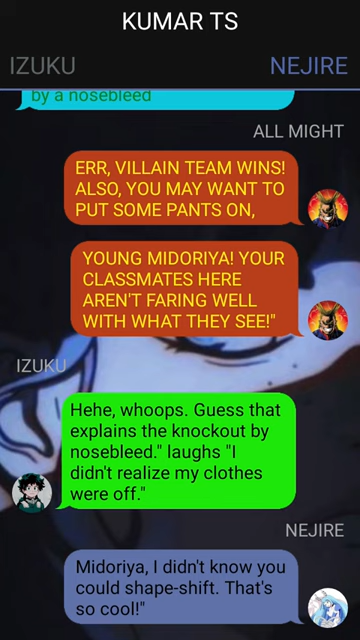 KUMAR TS
IZUKU NEJIRE
by a nosebleed
ALL MIGHT
ERR, VILLAIN TEAM WINS!
ALSO, YOU MAY WANT TO
PUT SOME PANTS ON,
YOUNG MIDORIYA! YOUR
CLASSMATES HERE
AREN'T FARING WELL
WITH WHAT THEY SEE!"
IZUKU
Hehe, whoops. Guess that
explains the knockout by
nosebleed." laughs "I
didn't realize my clothes
were off."
NEJIRE
Midoriya, I didn't know you
could shape-shift. That's
so cool!"